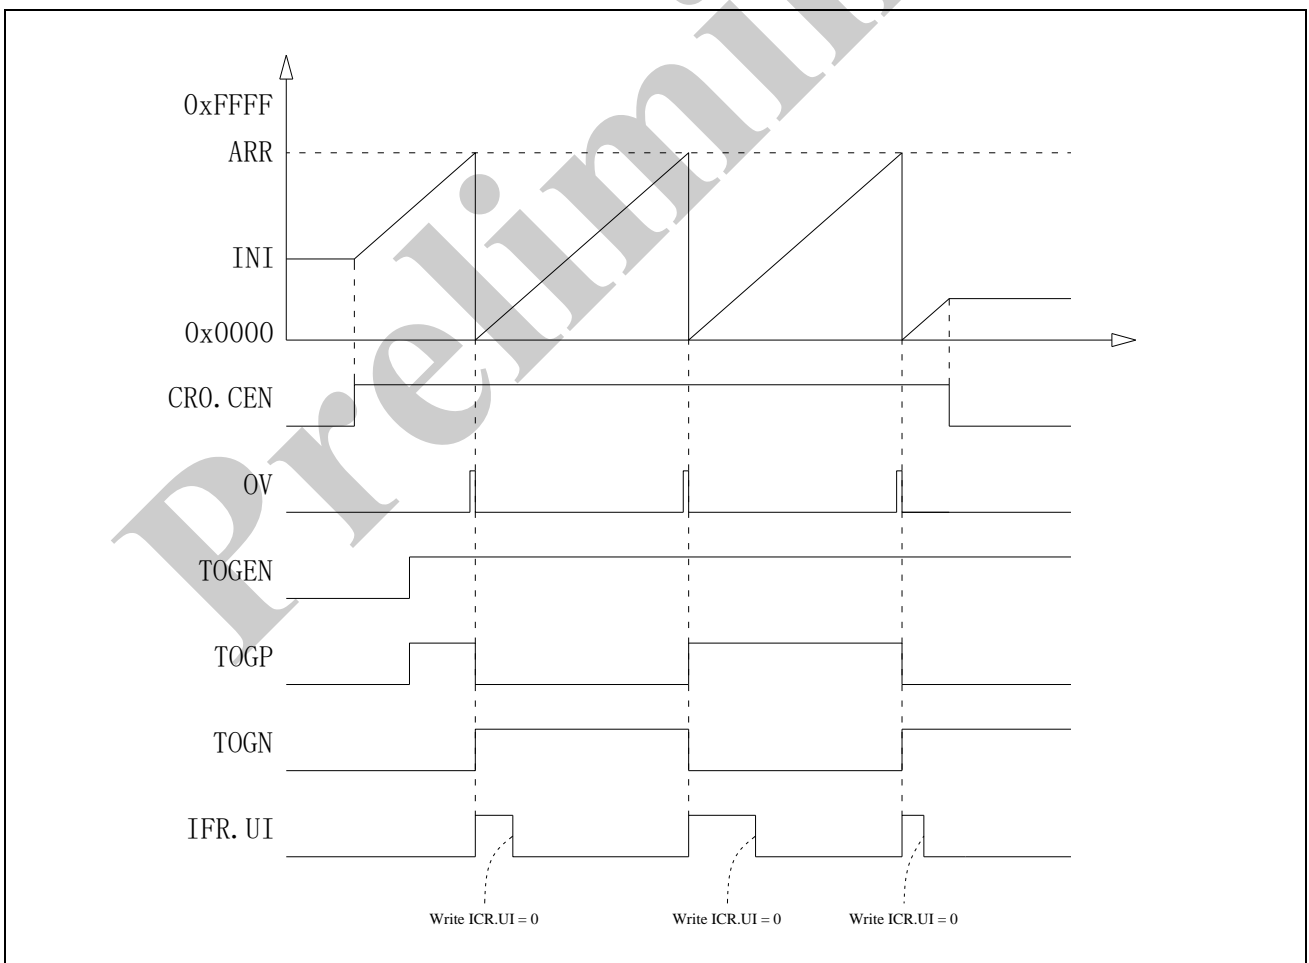 0xFFFF
ARR
INI
0x0000
CR0.CEN
OV
TOGEN
TOGP
TOGN
IFR.UI
Write ICR.UI = 0 Write ICR.UI = 0 Write ICR.UI = 0
Prelimin